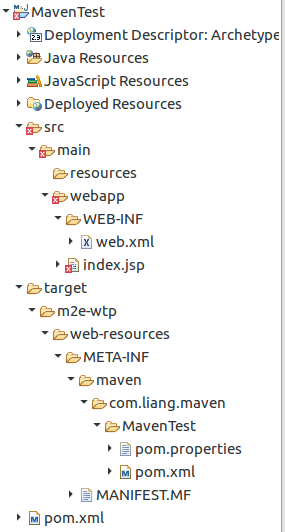 MavenTest
Deployment Descriptor: Archetype
Java Resources
JavaScript Resources
Deployed Resources
src
main
resources
webapp
WEB-INF
web.xml
index.jsp
target
m2e-wtp
web-resources
META-INF
maven
com.liang.maven
MavenTest
pom.properties
pom.xml
MANIFEST.MF
pom.xml